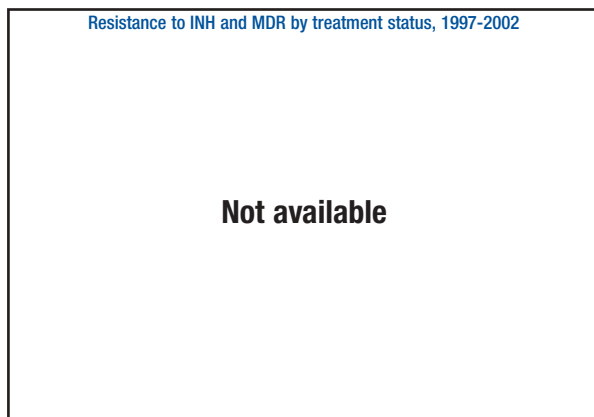 Resistance to INH and MDR by treatment status, 1997-2002
Not available